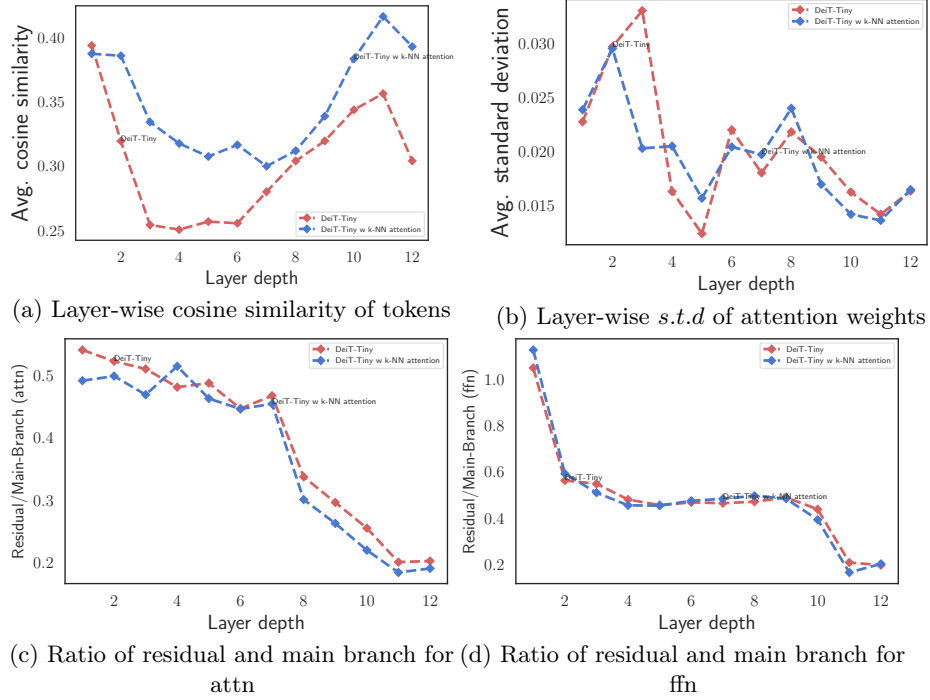 0.40
0.35
0.30
0.25
Avg. cosine similarity
DeiT-Tiny
DeiT-Tiny w k-NN attention
DeiT-Tiny
DeiT-Tiny w k-NN attention
2 4 6 8 10 12
Layer depth
(a) Layer-wise cosine similarity of tokens
0.030
0.025
0.020
0.015
Avg. standard deviation
DeiT-Tiny
DeiT-Tiny w k-NN attention
DeiT-Tiny
DeiT-Tiny w k-NN attention
2 4 6 8 10 12
Layer depth
(b) Layer-wise s.t.d of attention weights
0.5
0.4
0.3
0.2
Residual/Main-Branch (attn)
DeiT-Tiny
DeiT-Tiny w k-NN attention
DeiT-Tiny
DeiT-Tiny w k-NN attention
2 4 6 8 10 12
Layer depth
(c) Ratio of residual and main branch for
attn
1.0
0.8
0.6
0.4
0.2
Residual/Main-Branch (ffn)
DeiT-Tiny
DeiT-Tiny w k-NN attention
DeiT-Tiny
DeiT-Tiny w k-NN attention
2 4 6 8 10 12
Layer depth
(d) Ratio of residual and main branch for
ffn